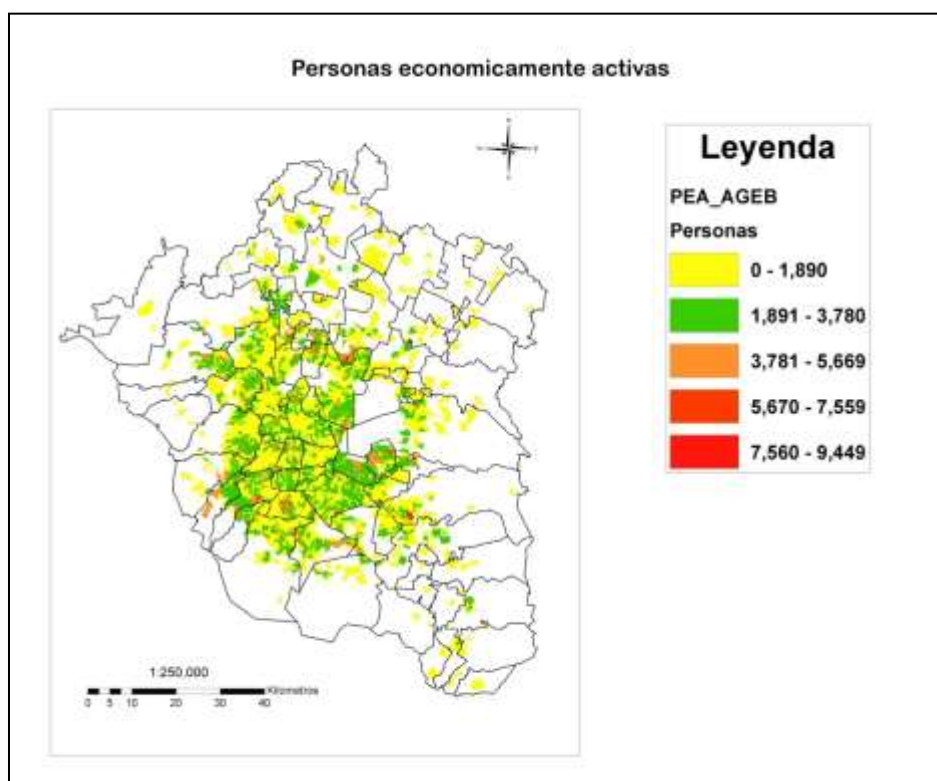 Personas economicamente activas
Leyenda
PEA_AGEB
Personas
0 - 1,890
1,891 - 3,780
3,781 - 5,669
5,670 - 7,559
7,560 - 9,449
1:250,000
Kilometros
0 5 10 20 30 40